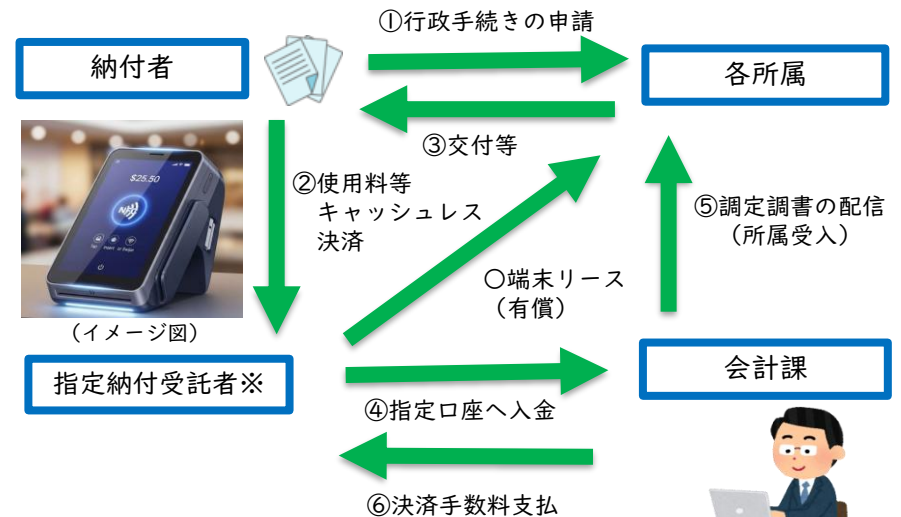 ①行政手続きの申請
納付者
各所属
③交付等
②使用料等
キャッシュレス
決済
$25.50
⑤調定調書の配信
（所属受入）
〇端末リース
（有償）
（イメージ図）
指定納付受託者※
会計課
④指定口座へ入金
⑥決済手数料支払